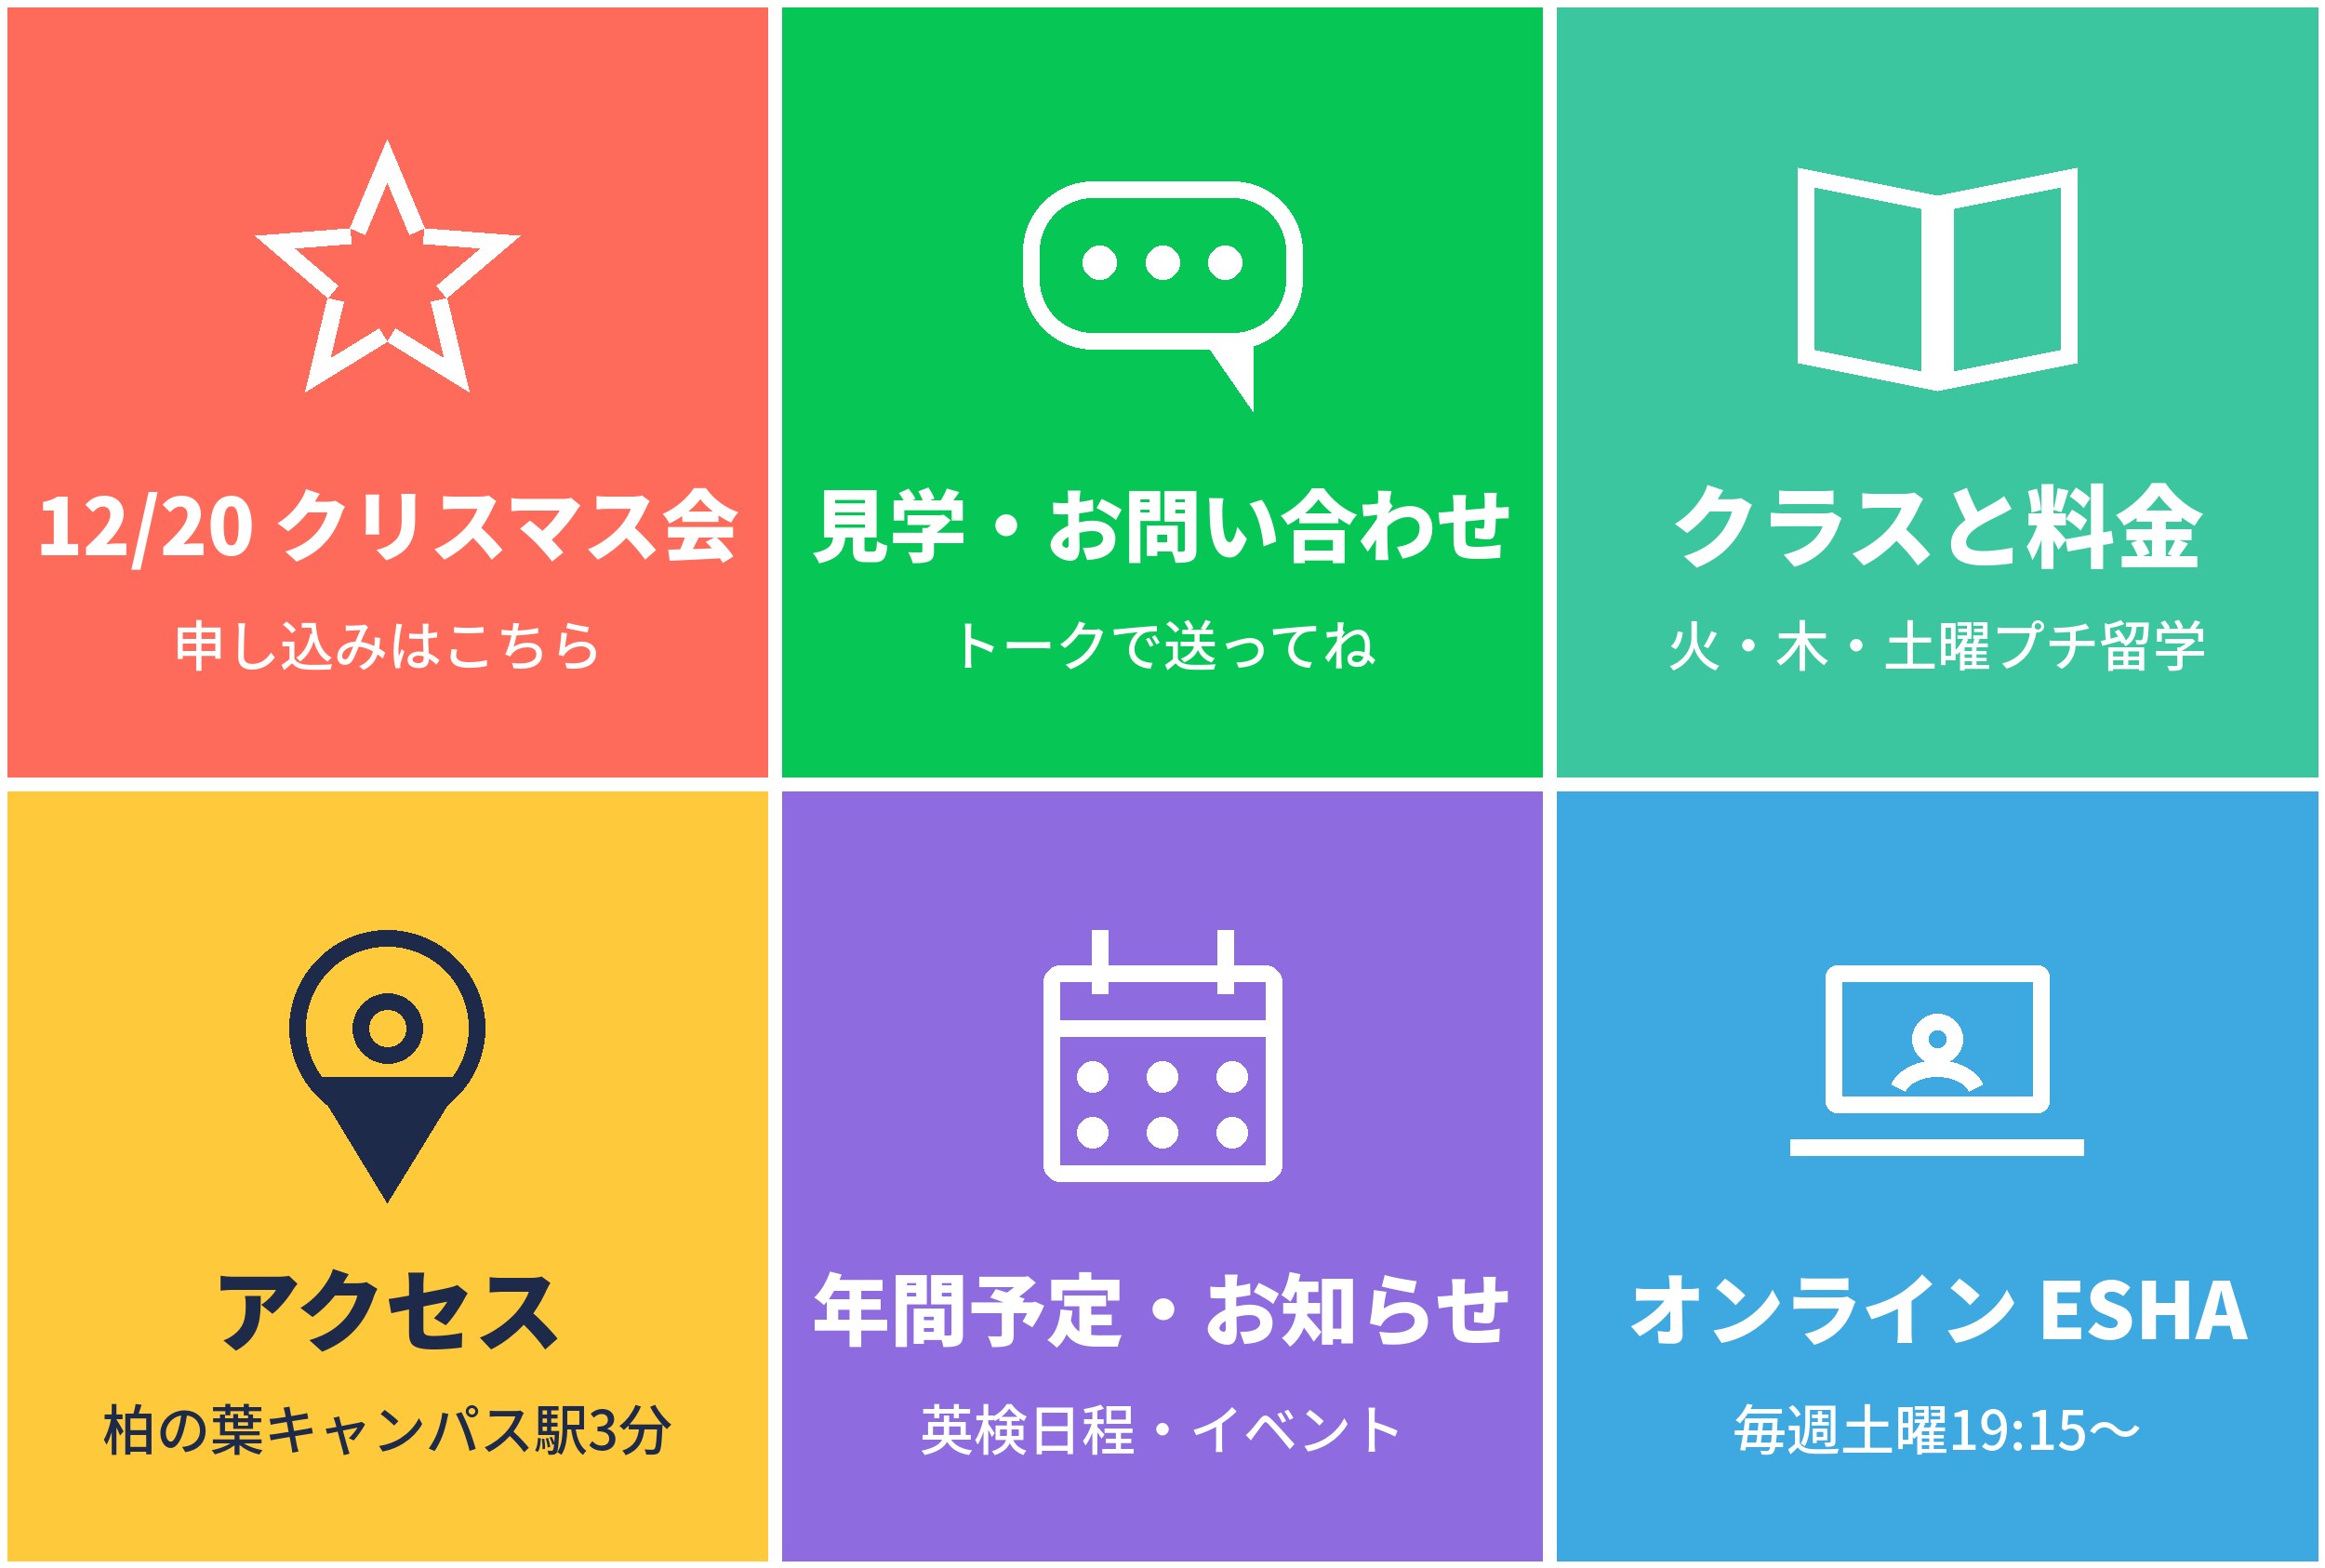 12/20 クリスマス会
申し込みはこちら
見学・お問い合わせ
トークで送ってね
クラスと料金
火・木・土曜プチ留学
アクセス
柏の葉キャンパス駅3分
年間予定・お知らせ
英検日程・イベント
オンライン ESHA
毎週土曜19:15〜